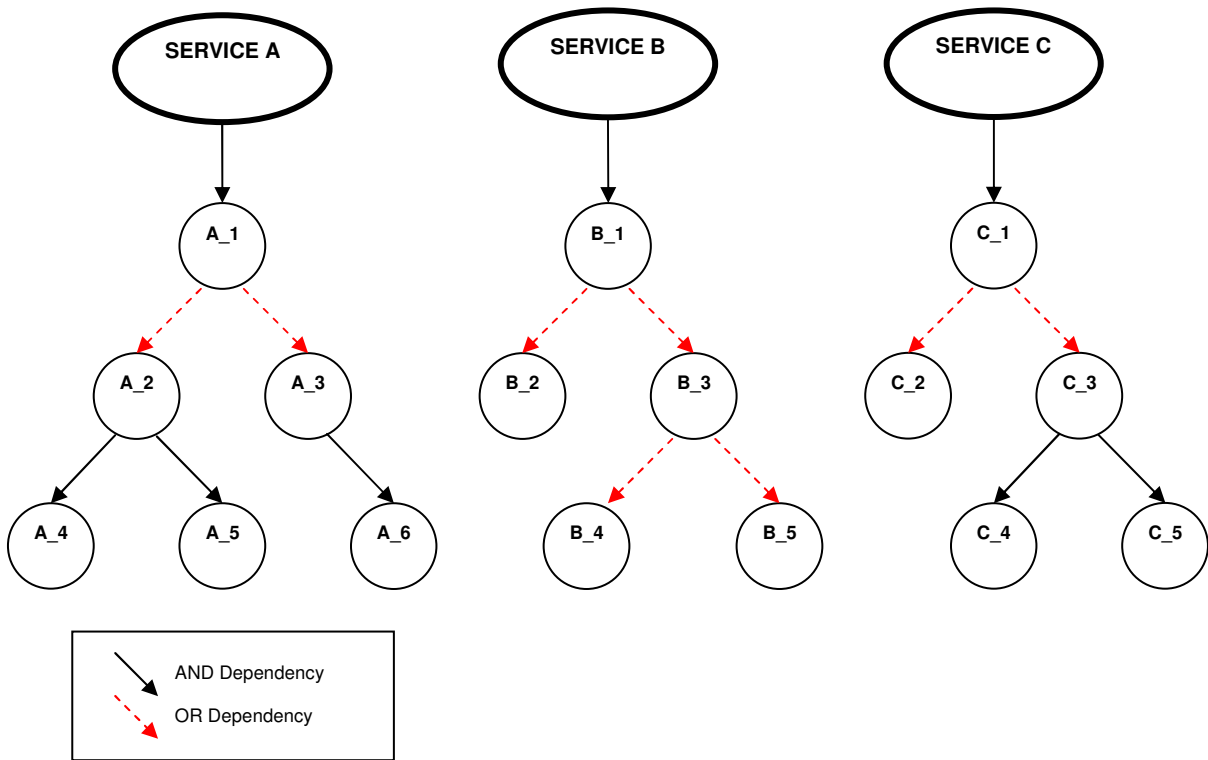 SERVICE A
SERVICE B
SERVICE C
A_1
B_1
C_1
A_2
A_3
B_2
B_3
C_2
C_3
A_4
A_5
A_6
B_4
B_5
C_4
C_5
AND Dependency
OR Dependency